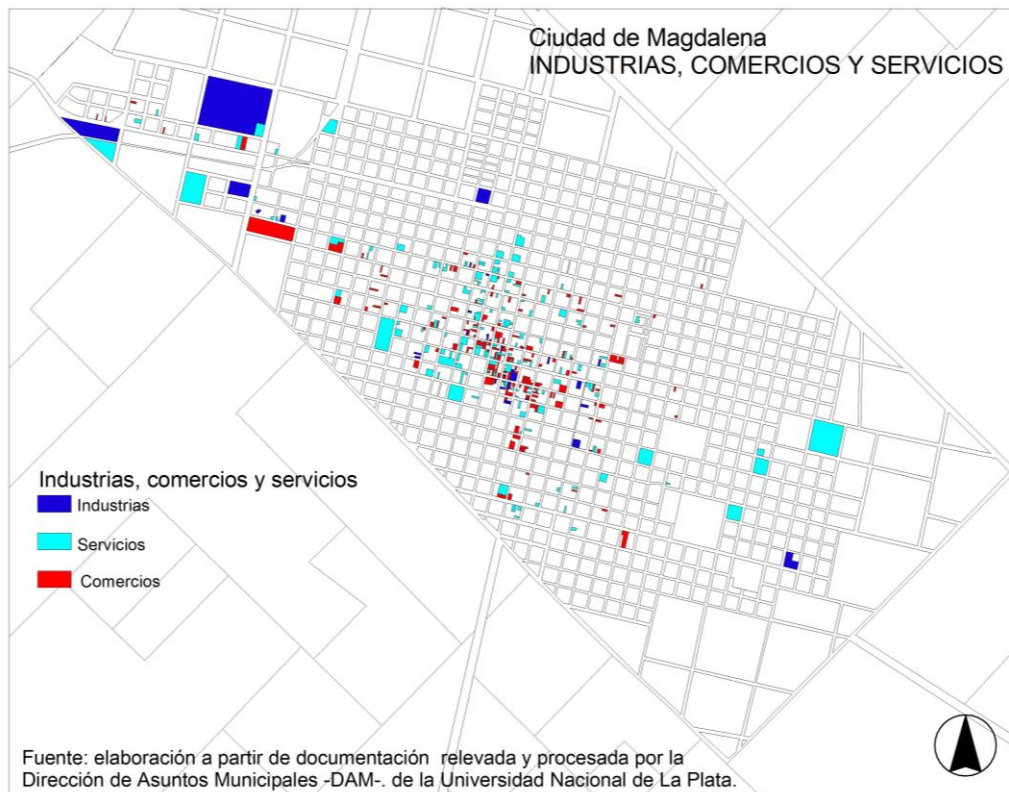 Ciudad de Magdalena
INDUSTRIAS, COMERCIOS Y SERVICIOS
Industrias, comercios y servicios
Industrias
Servicios
Comercios
Fuente: elaboración a partir de documentación relevada y procesada por la
Dirección de Asuntos Municipales -DAM-. de la Universidad Nacional de La Plata.